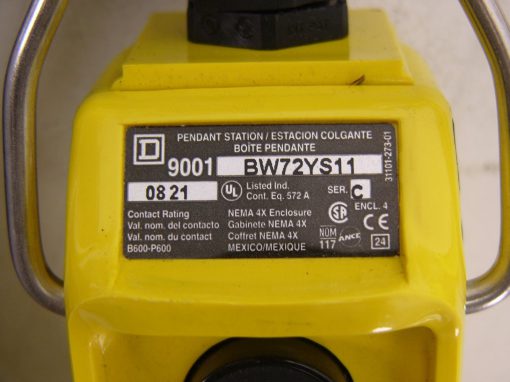 PENDANT STATION / ESTACION COLGANTE
BOÎTE PENDANTE
9001 BW72YS11
08 21
UL Listed Ind. Cont. Eq. 572 A
SER. C
31101-273-01
Contact Rating
Val. nom. del contacto
Val. nom. du contact
B600-P600
NEMA 4X Enclosure
Gabinete NEMA 4X
Coffret NEMA 4X
MEXICO/MEXIQUE
SA ENCL. 4
NOM ANCE CE
117 24